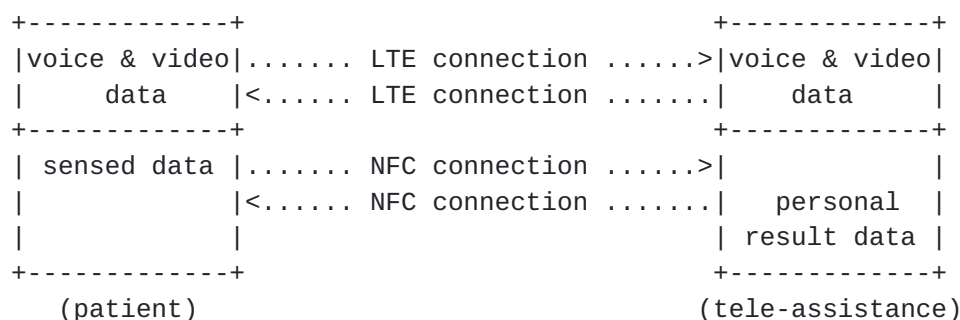 +-------------+                              +-------------+
|voice & video|....... LTE connection ......>|voice & video|
|     data    |<...... LTE connection .......|    data     |
+-------------+                              +-------------+
| sensed data |....... NFC connection ......>|             |
|             |<...... NFC connection .......|   personal  |
|             |                              | result data |
+-------------+                              +-------------+
   (patient)                                (tele-assistance)